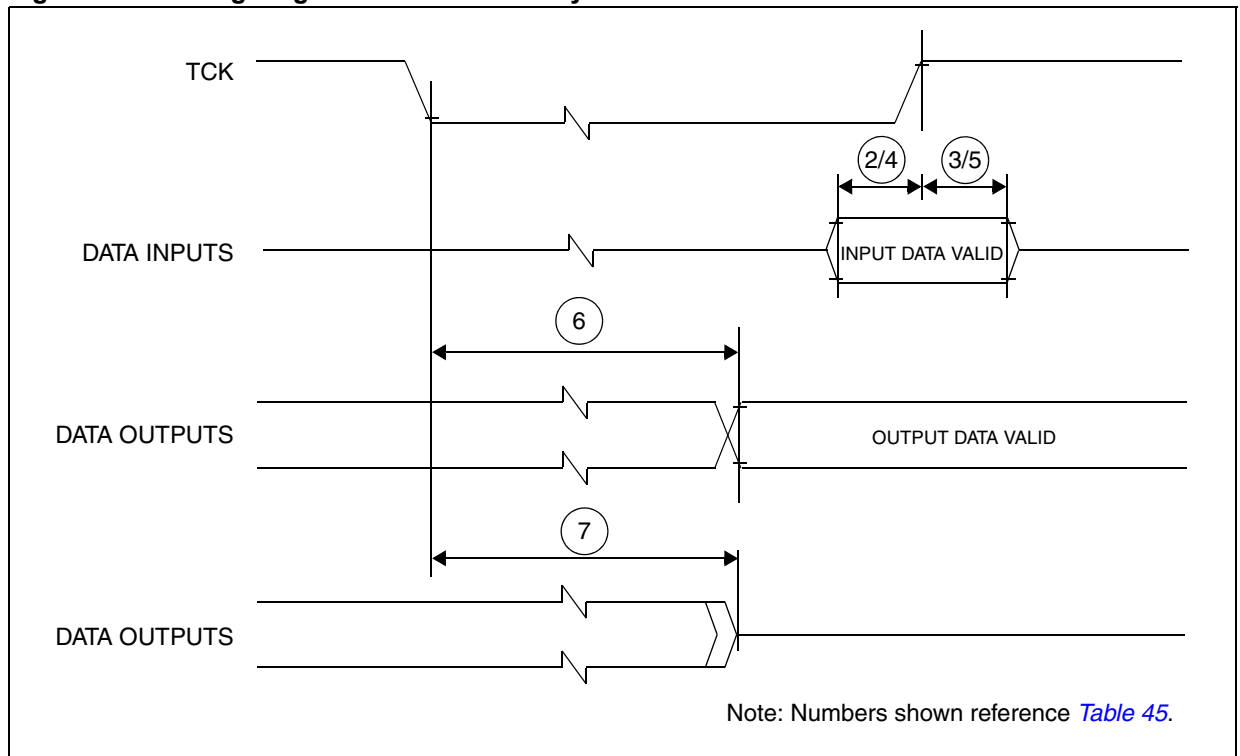 TCK
2/4
3/5
DATA INPUTS
INPUT DATA VALID
6
DATA OUTPUTS
OUTPUT DATA VALID
7
DATA OUTPUTS
Note: Numbers shown reference Table 45.